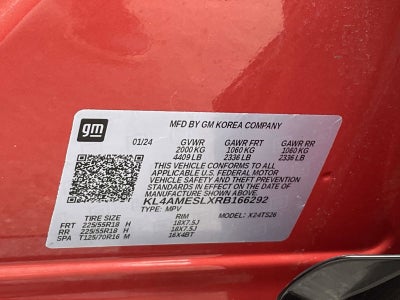 gm
MFD BY GM KOREA COMPANY
01/24 GVWR GAWR FRT GAWR RR
2000 KG 1060 KG 1060 KG
4409 LB 2336 LB 2336 LB
THIS VEHICLE CONFORMS TO ALL
APPLICABLE U.S. FEDERAL MOTOR
VEHICLE SAFETY AND THEFT PREVENTION
STANDARDS IN EFFECT ON THE DATE OF
MANUFACTURE SHOWN ABOVE.
KL4AMESLXRB166292
TYPE: MPV MODEL: X24TS26
TIRE SIZE RIM
FRT 225/55R18 H 18X7.5J
RR 225/55R18 H 18X7.5J
SPA T125/70R16 M 16X4BT